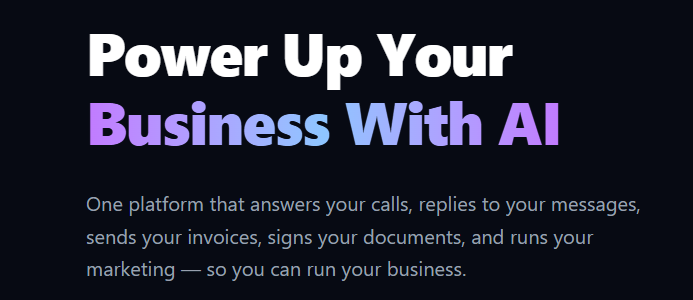 Power Up Your
Business With AI
One platform that answers your calls, replies to your messages,
sends your invoices, signs your documents, and runs your
marketing — so you can run your business.